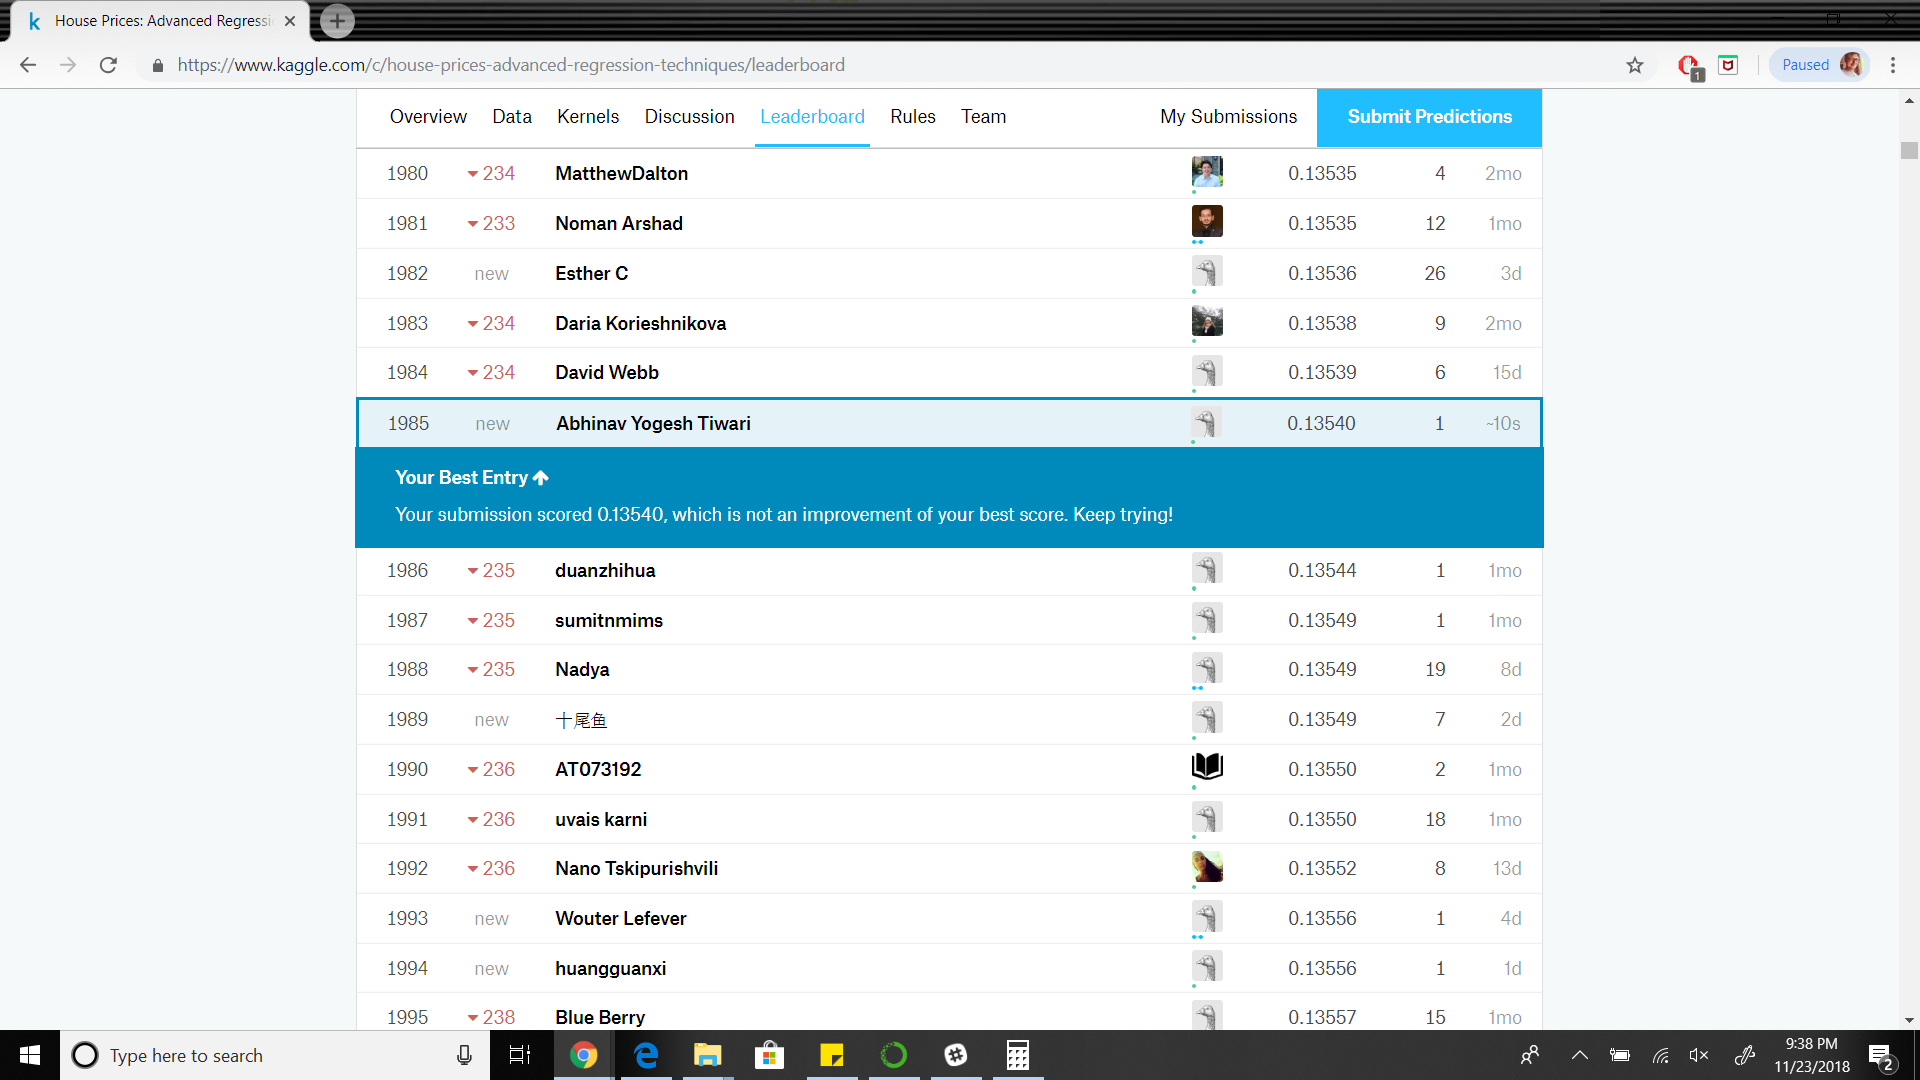 House Prices: Advanced Regressi
https://www.kaggle.com/c/house-prices-advanced-regression-techniques/leaderboard
1
Paused
Overview Data Kernels Discussion Leaderboard Rules Team My Submissions Submit Predictions
1980 234 MatthewDalton 0.13535 4 2mo
1981 233 Noman Arshad 0.13535 12 1mo
1982 new Esther C 0.13536 26 3d
1983 234 Daria Korieshnikova 0.13538 9 2mo
1984 234 David Webb 0.13539 6 15d
1985 new Abhinav Yogesh Tiwari 0.13540 1 ~10s
Your Best Entry
Your submission scored 0.13540, which is not an improvement of your best score. Keep trying!
1986 235 duanzhihua 0.13544 1 1mo
1987 235 sumitnmims 0.13549 1 1mo
1988 235 Nadya 0.13549 19 8d
1989 new 十尾鱼 0.13549 7 2d
1990 236 AT073192 0.13550 2 1mo
1991 236 uvais karni 0.13550 18 1mo
1992 236 Nano Tskipurishvili 0.13552 8 13d
1993 new Wouter Lefever 0.13556 1 4d
1994 new huangguanxi 0.13556 1 1d
1995 238 Blue Berry 0.13557 15 1mo
Type here to search
9:38 PM
11/23/2018
2